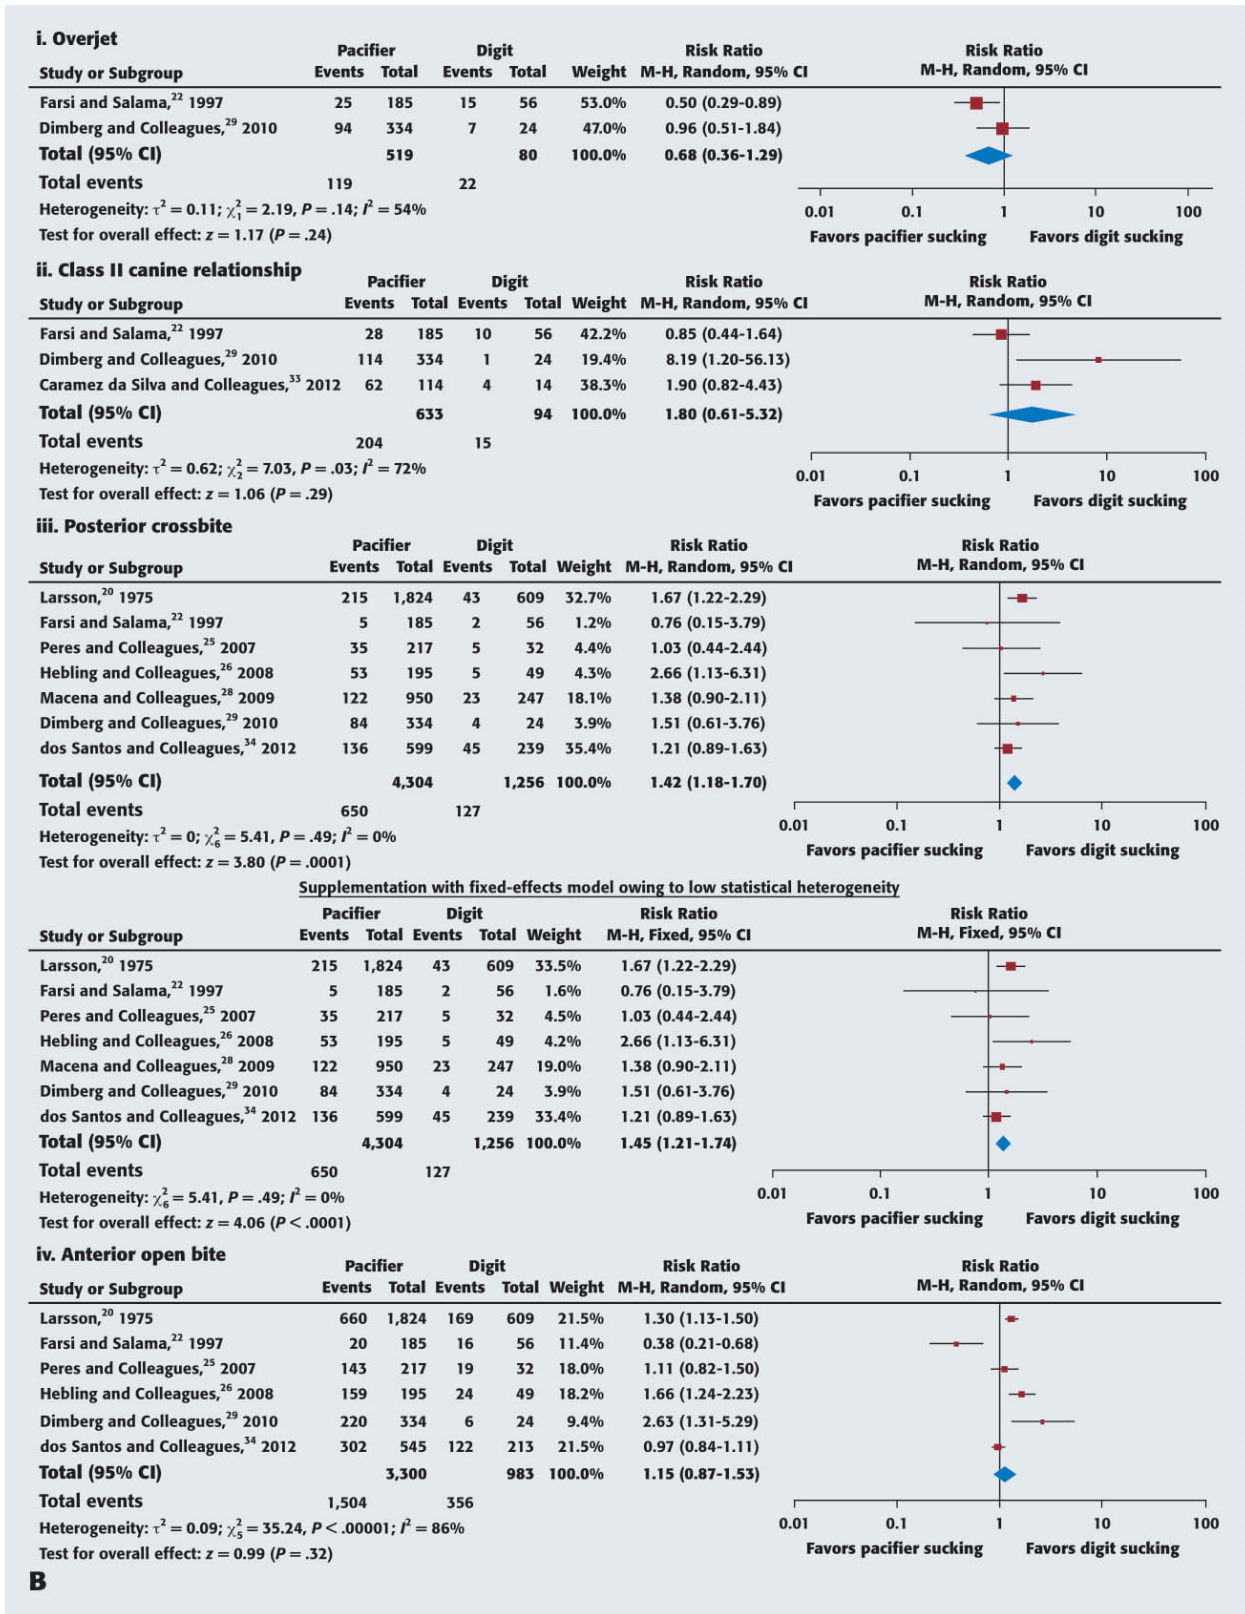 i. Overjet
Pacifier Digit Risk Ratio Risk Ratio
Study or Subgroup Events Total Events Total Weight M-H, Random, 95% CI M-H, Random, 95% CI
Farsi and Salama,22 1997 25 185 15 56 53.0% 0.50 (0.29-0.89)
Dimberg and Colleagues,29 2010 94 334 7 24 47.0% 0.96 (0.51-1.84)
Total (95% CI) 519 80 100.0% 0.68 (0.36-1.29)
Total events 119 22
Heterogeneity: τ² = 0.11; χ²₁ = 2.19, P = .14; I² = 54%
0.01 0.1 1 10 100
Test for overall effect: z = 1.17 (P = .24) Favors pacifier sucking Favors digit sucking
ii. Class II canine relationship
Pacifier Digit Risk Ratio Risk Ratio
Study or Subgroup Events Total Events Total Weight M-H, Random, 95% CI M-H, Random, 95% CI
Farsi and Salama,22 1997 28 185 10 56 42.2% 0.85 (0.44-1.64)
Dimberg and Colleagues,29 2010 114 334 1 24 19.4% 8.19 (1.20-56.13)
Caramez da Silva and Colleagues,33 2012 62 114 4 14 38.3% 1.90 (0.82-4.43)
Total (95% CI) 633 94 100.0% 1.80 (0.61-5.32)
Total events 204 15
Heterogeneity: τ² = 0.62; χ²₂ = 7.03, P = .03; I² = 72%
0.01 0.1 1 10 100
Test for overall effect: z = 1.06 (P = .29) Favors pacifier sucking Favors digit sucking
iii. Posterior crossbite
Pacifier Digit Risk Ratio Risk Ratio
Study or Subgroup Events Total Events Total Weight M-H, Random, 95% CI M-H, Random, 95% CI
Larsson,20 1975 215 1,824 43 609 32.7% 1.67 (1.22-2.29)
Farsi and Salama,22 1997 5 185 2 56 1.2% 0.76 (0.15-3.79)
Peres and Colleagues,25 2007 35 217 5 32 4.4% 1.03 (0.44-2.44)
Hebling and Colleagues,26 2008 53 195 5 49 4.3% 2.66 (1.13-6.31)
Macena and Colleagues,28 2009 122 950 23 247 18.1% 1.38 (0.90-2.11)
Dimberg and Colleagues,29 2010 84 334 4 24 3.9% 1.51 (0.61-3.76)
dos Santos and Colleagues,34 2012 136 599 45 239 35.4% 1.21 (0.89-1.63)
Total (95% CI) 4,304 1,256 100.0% 1.42 (1.18-1.70)
Total events 650 127
0.01 0.1 1 10 100
Heterogeneity: τ² = 0; χ²₆ = 5.41, P = .49; I² = 0%
Favors pacifier sucking Favors digit sucking
Test for overall effect: z = 3.80 (P = .0001)
Supplementation with fixed-effects model owing to low statistical heterogeneity
Pacifier Digit Risk Ratio Risk Ratio
Study or Subgroup Events Total Events Total Weight M-H, Fixed, 95% CI M-H, Fixed, 95% CI
Larsson,20 1975 215 1,824 43 609 33.5% 1.67 (1.22-2.29)
Farsi and Salama,22 1997 5 185 2 56 1.6% 0.76 (0.15-3.79)
Peres and Colleagues,25 2007 35 217 5 32 4.5% 1.03 (0.44-2.44)
Hebling and Colleagues,26 2008 53 195 5 49 4.2% 2.66 (1.13-6.31)
Macena and Colleagues,28 2009 122 950 23 247 19.0% 1.38 (0.90-2.11)
Dimberg and Colleagues,29 2010 84 334 4 24 3.9% 1.51 (0.61-3.76)
dos Santos and Colleagues,34 2012 136 599 45 239 33.4% 1.21 (0.89-1.63)
Total (95% CI) 4,304 1,256 100.0% 1.45 (1.21-1.74)
Total events 650 127
Heterogeneity: χ²₆ = 5.41, P = .49; I² = 0%
0.01 0.1 1 10 100
Test for overall effect: z = 4.06 (P < .0001) Favors pacifier sucking Favors digit sucking
iv. Anterior open bite
Pacifier Digit Risk Ratio Risk Ratio
Study or Subgroup Events Total Events Total Weight M-H, Random, 95% CI M-H, Random, 95% CI
Larsson,20 1975 660 1,824 169 609 21.5% 1.30 (1.13-1.50)
Farsi and Salama,22 1997 20 185 16 56 11.4% 0.38 (0.21-0.68)
Peres and Colleagues,25 2007 143 217 19 32 18.0% 1.11 (0.82-1.50)
Hebling and Colleagues,26 2008 159 195 24 49 18.2% 1.66 (1.24-2.23)
Dimberg and Colleagues,29 2010 220 334 6 24 9.4% 2.63 (1.31-5.29)
dos Santos and Colleagues,34 2012 302 545 122 213 21.5% 0.97 (0.84-1.11)
Total (95% CI) 3,300 983 100.0% 1.15 (0.87-1.53)
Total events 1,504 356
Heterogeneity: τ² = 0.09; χ²₅ = 35.24, P < .00001; I² = 86%
0.01 0.1 1 10 100
Test for overall effect: z = 0.99 (P = .32) Favors pacifier sucking Favors digit sucking
B